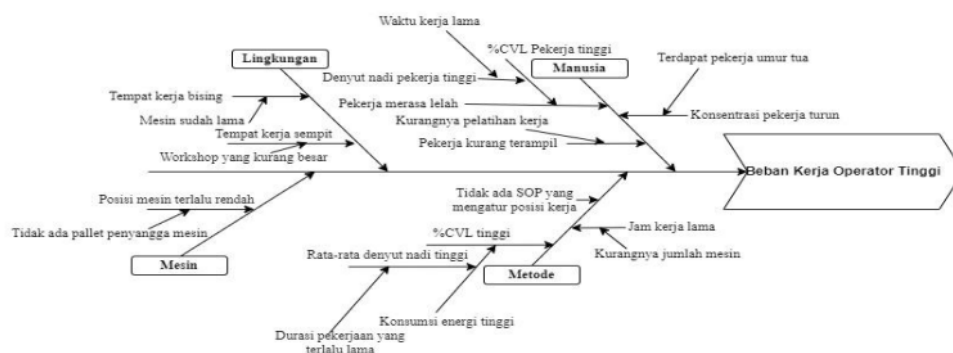 Waktu kerja lama
%CVL Pekerja tinggi
Lingkungan
Manusia
Terdapat pekerja umur tua
Denyut nadi pekerja tinggi
Tempat kerja bising
Pekerja merasa lelah
Mesin sudah lama
Kurangnya pelatihan kerja
Konsentrasi pekerja turun
Tempat kerja sempit
Pekerja kurang terampil
Workshop yang kurang besar
Beban Kerja Operator Tinggi
Tidak ada SOP yang
mengatur posisi kerja
Posisi mesin terlalu rendah
Jam kerja lama
Tidak ada pallet penyangga mesin
%CVL tinggi
Kurangnya jumlah mesin
Rata-rata denyut nadi tinggi
Mesin
Metode
Konsumsi energi tinggi
Durasi pekerjaan yang
terlalu lama